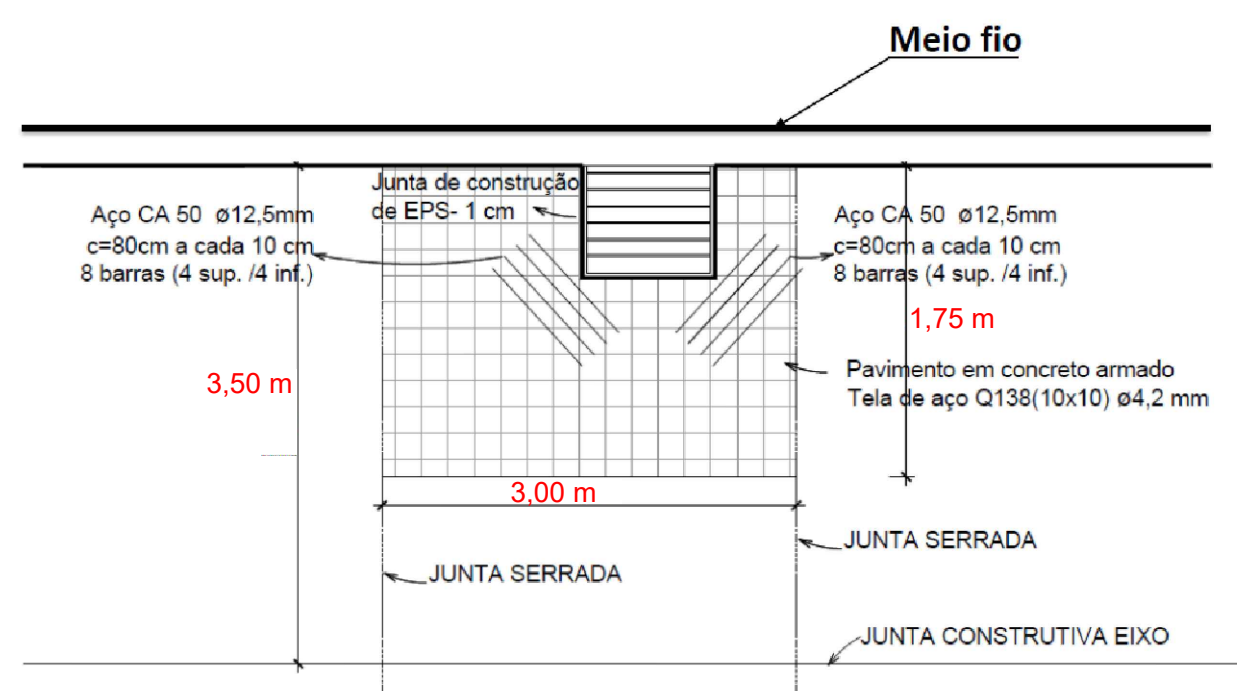 Meio fio
Junta de construção
de EPS- 1 cm
Aço CA 50 ø12,5mm
c=80cm a cada 10 cm
8 barras (4 sup. /4 inf.)
Aço CA 50 ø12,5mm
c=80cm a cada 10 cm
8 barras (4 sup. /4 inf.)
1,75 m
Pavimento em concreto armado
Tela de aço Q138(10x10) ø4,2 mm
3,50 m
3,00 m
JUNTA SERRADA
JUNTA SERRADA
JUNTA CONSTRUTIVA EIXO